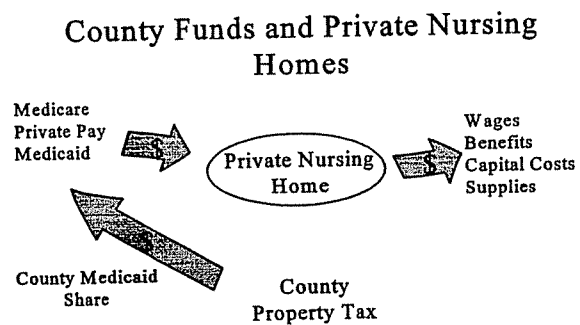 County Funds and Private Nursing
Homes
Medicare
Private Pay
Medicaid
$
Private Nursing
Home
$
Wages
Benefits
Capital Costs
Supplies
$
County Medicaid
Share
County
Property Tax